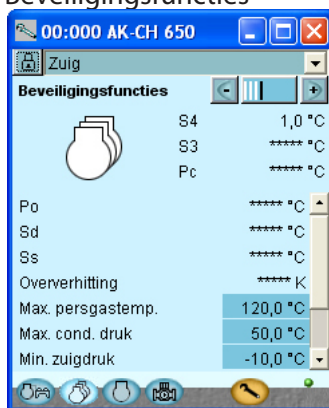 Beveiligingsfuncties
00:000 AK-CH 650
Zuig
Beveiligingsfuncties
S4 1,0 °C
S3 ***** °C
Pc ***** °C
Po ***** °C
Sd ***** °C
Ss ***** °C
Oververhitting ***** K
Max. persgastemp. 120,0 °C
Max. cond. druk 50,0 °C
Min. zuigdruk -10,0 °C